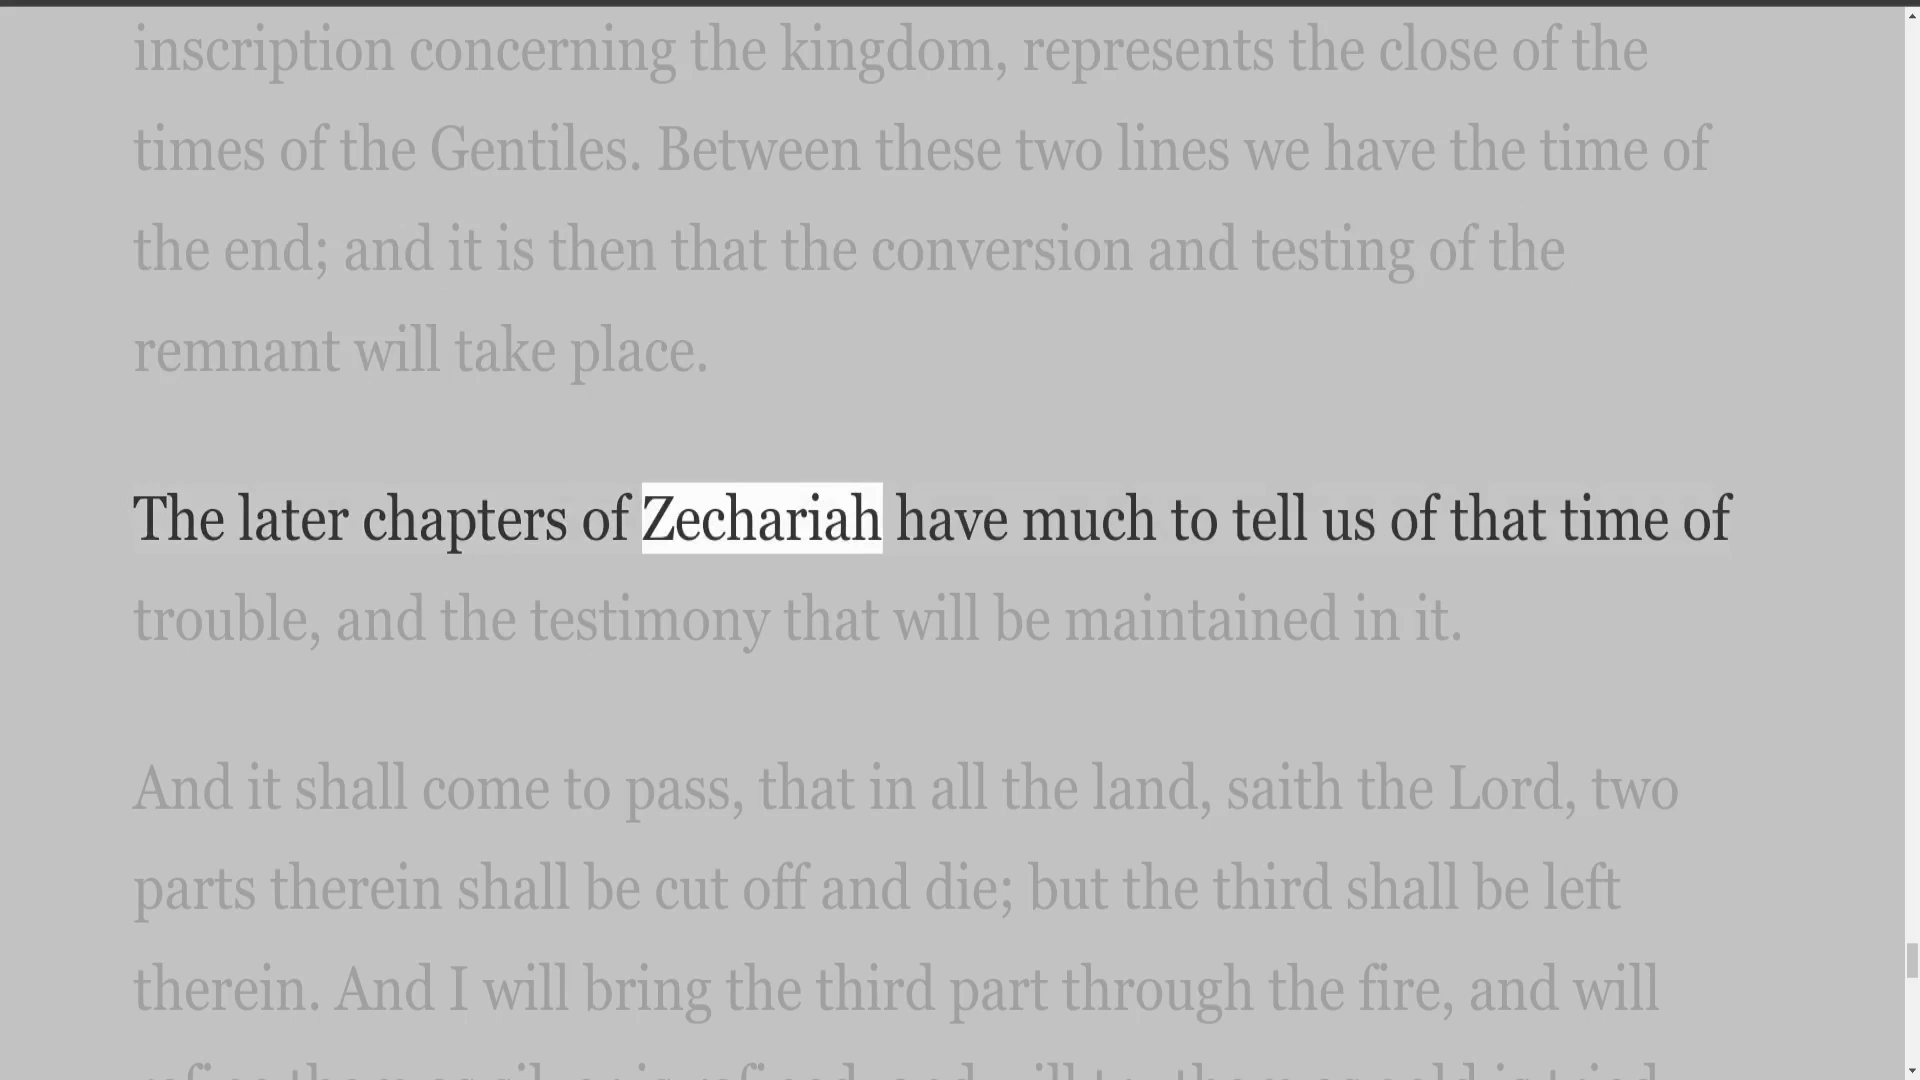 inscription concerning the kingdom, represents the close of the
times of the Gentiles. Between these two lines we have the time of
the end; and it is then that the conversion and testing of the
remnant will take place.
The later chapters of Zechariah have much to tell us of that time of
trouble, and the testimony that will be maintained in it.
And it shall come to pass, that in all the land, saith the Lord, two
parts therein shall be cut off and die; but the third shall be left
therein. And I will bring the third part through the fire, and will